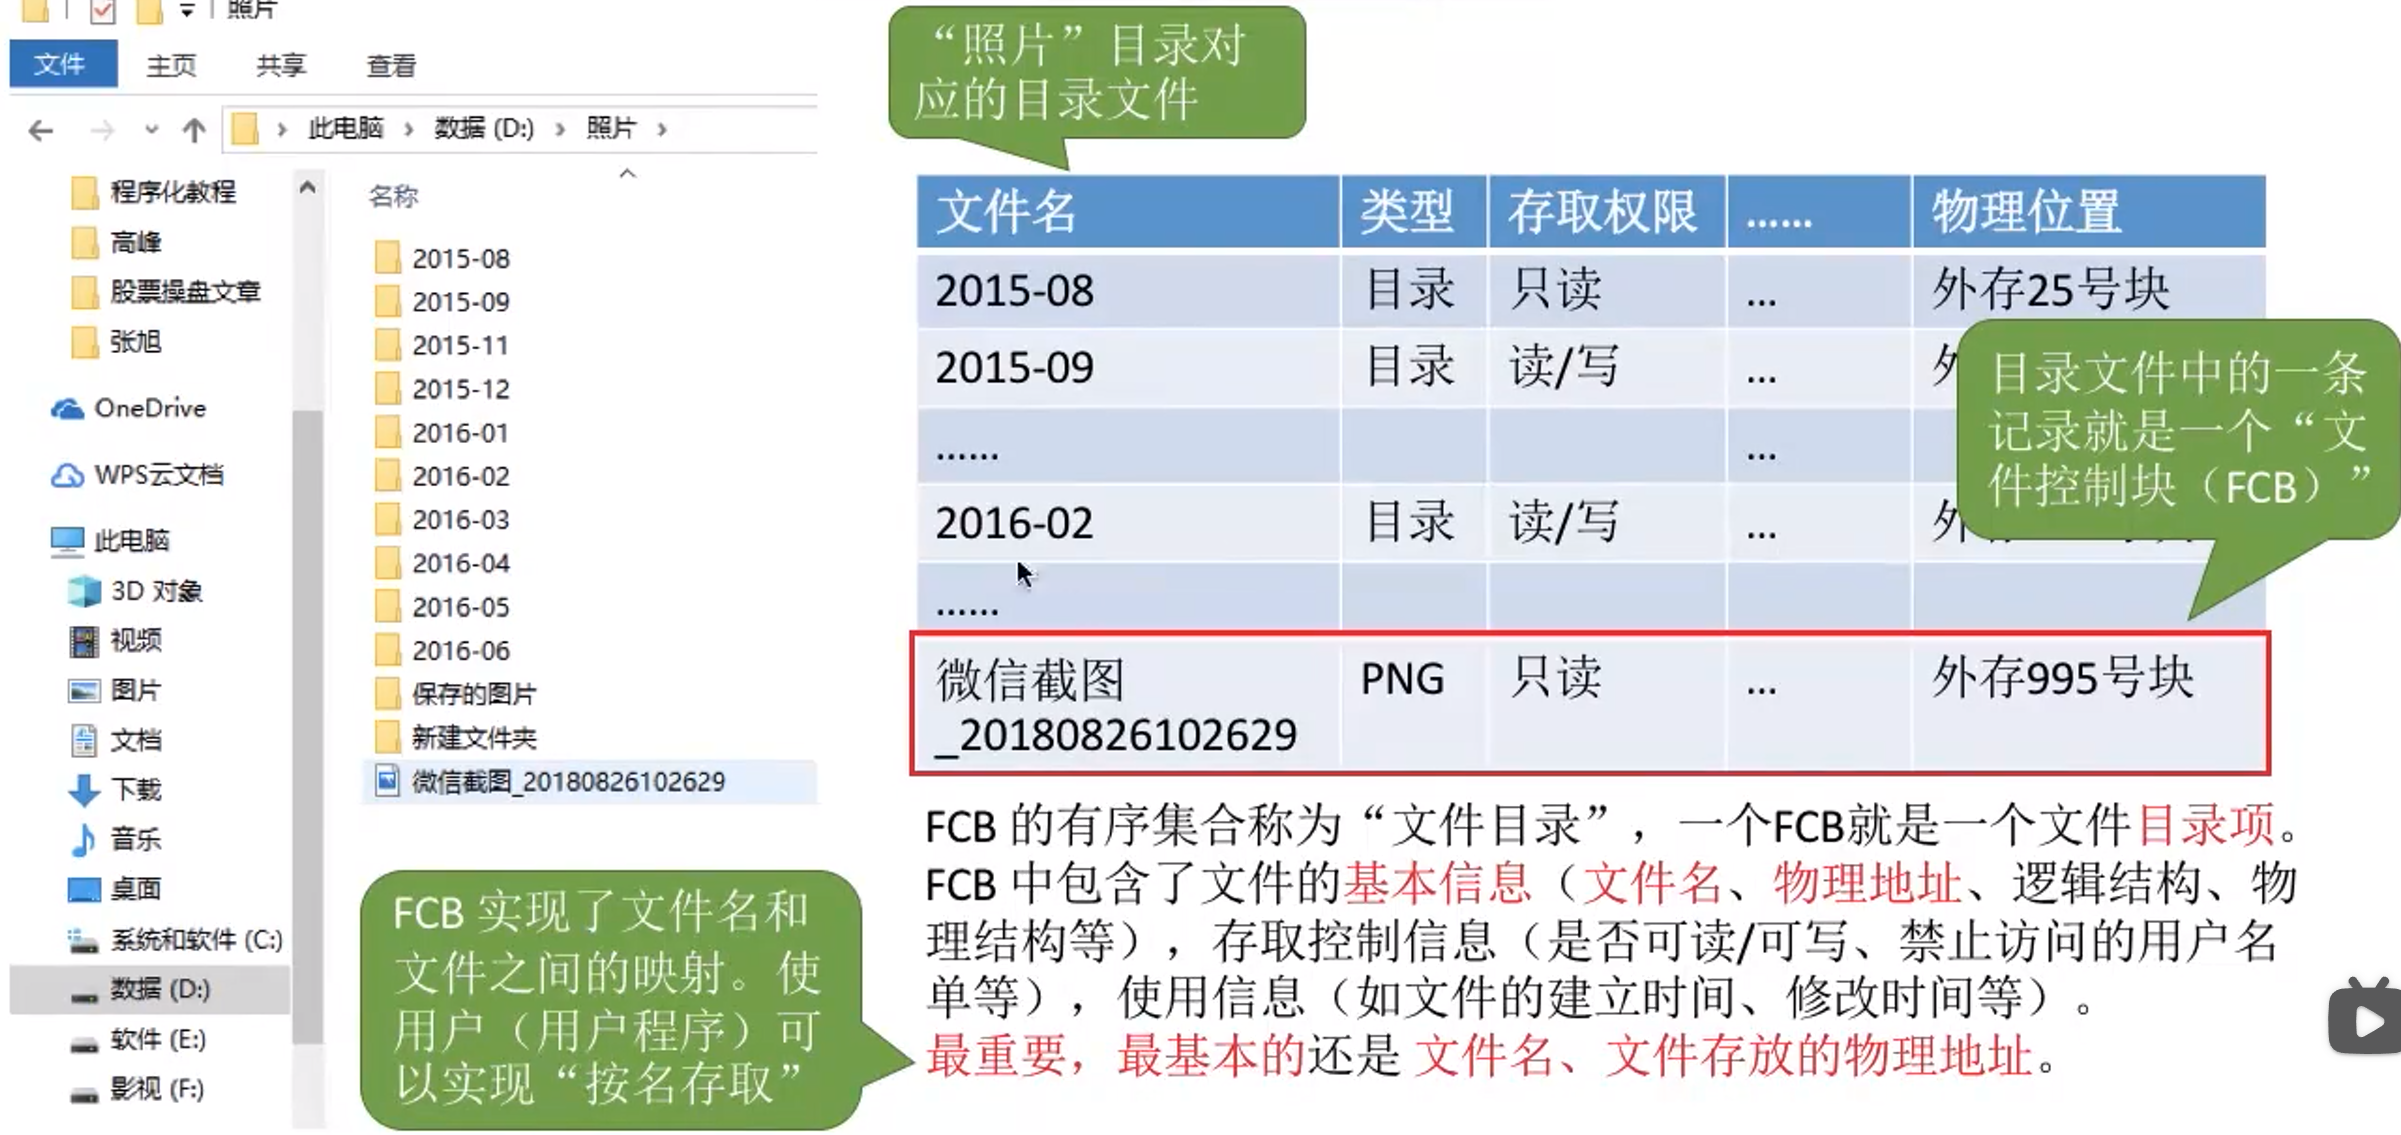 照片
文件 主页 共享 查看
此电脑 › 数据 (D:) › 照片 ›
程序化教程
高峰
股票操盘文章
张旭
OneDrive
WPS云文档
此电脑
3D 对象
视频
图片
文档
下载
音乐
桌面
系统和软件 (C:)
数据 (D:)
软件 (E:)
影视 (F:)
名称
2015-08
2015-09
2015-11
2015-12
2016-01
2016-02
2016-03
2016-04
2016-05
2016-06
保存的图片
新建文件夹
微信截图_20180826102629
“照片”目录对
应的目录文件
文件名 类型 存取权限 …… 物理位置
2015-08 目录 只读 … 外存25号块
2015-09 目录 读/写 … 外
…… …
2016-02 目录 读/写 … 外
……
微信截图 PNG 只读 … 外存995号块
_20180826102629
目录文件中的一条
记录就是一个“文
件控制块（FCB）”
FCB 的有序集合称为“文件目录”，一个FCB就是一个文件目录项。
FCB 中包含了文件的基本信息（文件名、物理地址、逻辑结构、物
理结构等），存取控制信息（是否可读/可写、禁止访问的用户名
单等），使用信息（如文件的建立时间、修改时间等）。
最重要，最基本的还是 文件名、文件存放的物理地址。
FCB 实现了文件名和
文件之间的映射。使
用户（用户程序）可
以实现“按名存取”